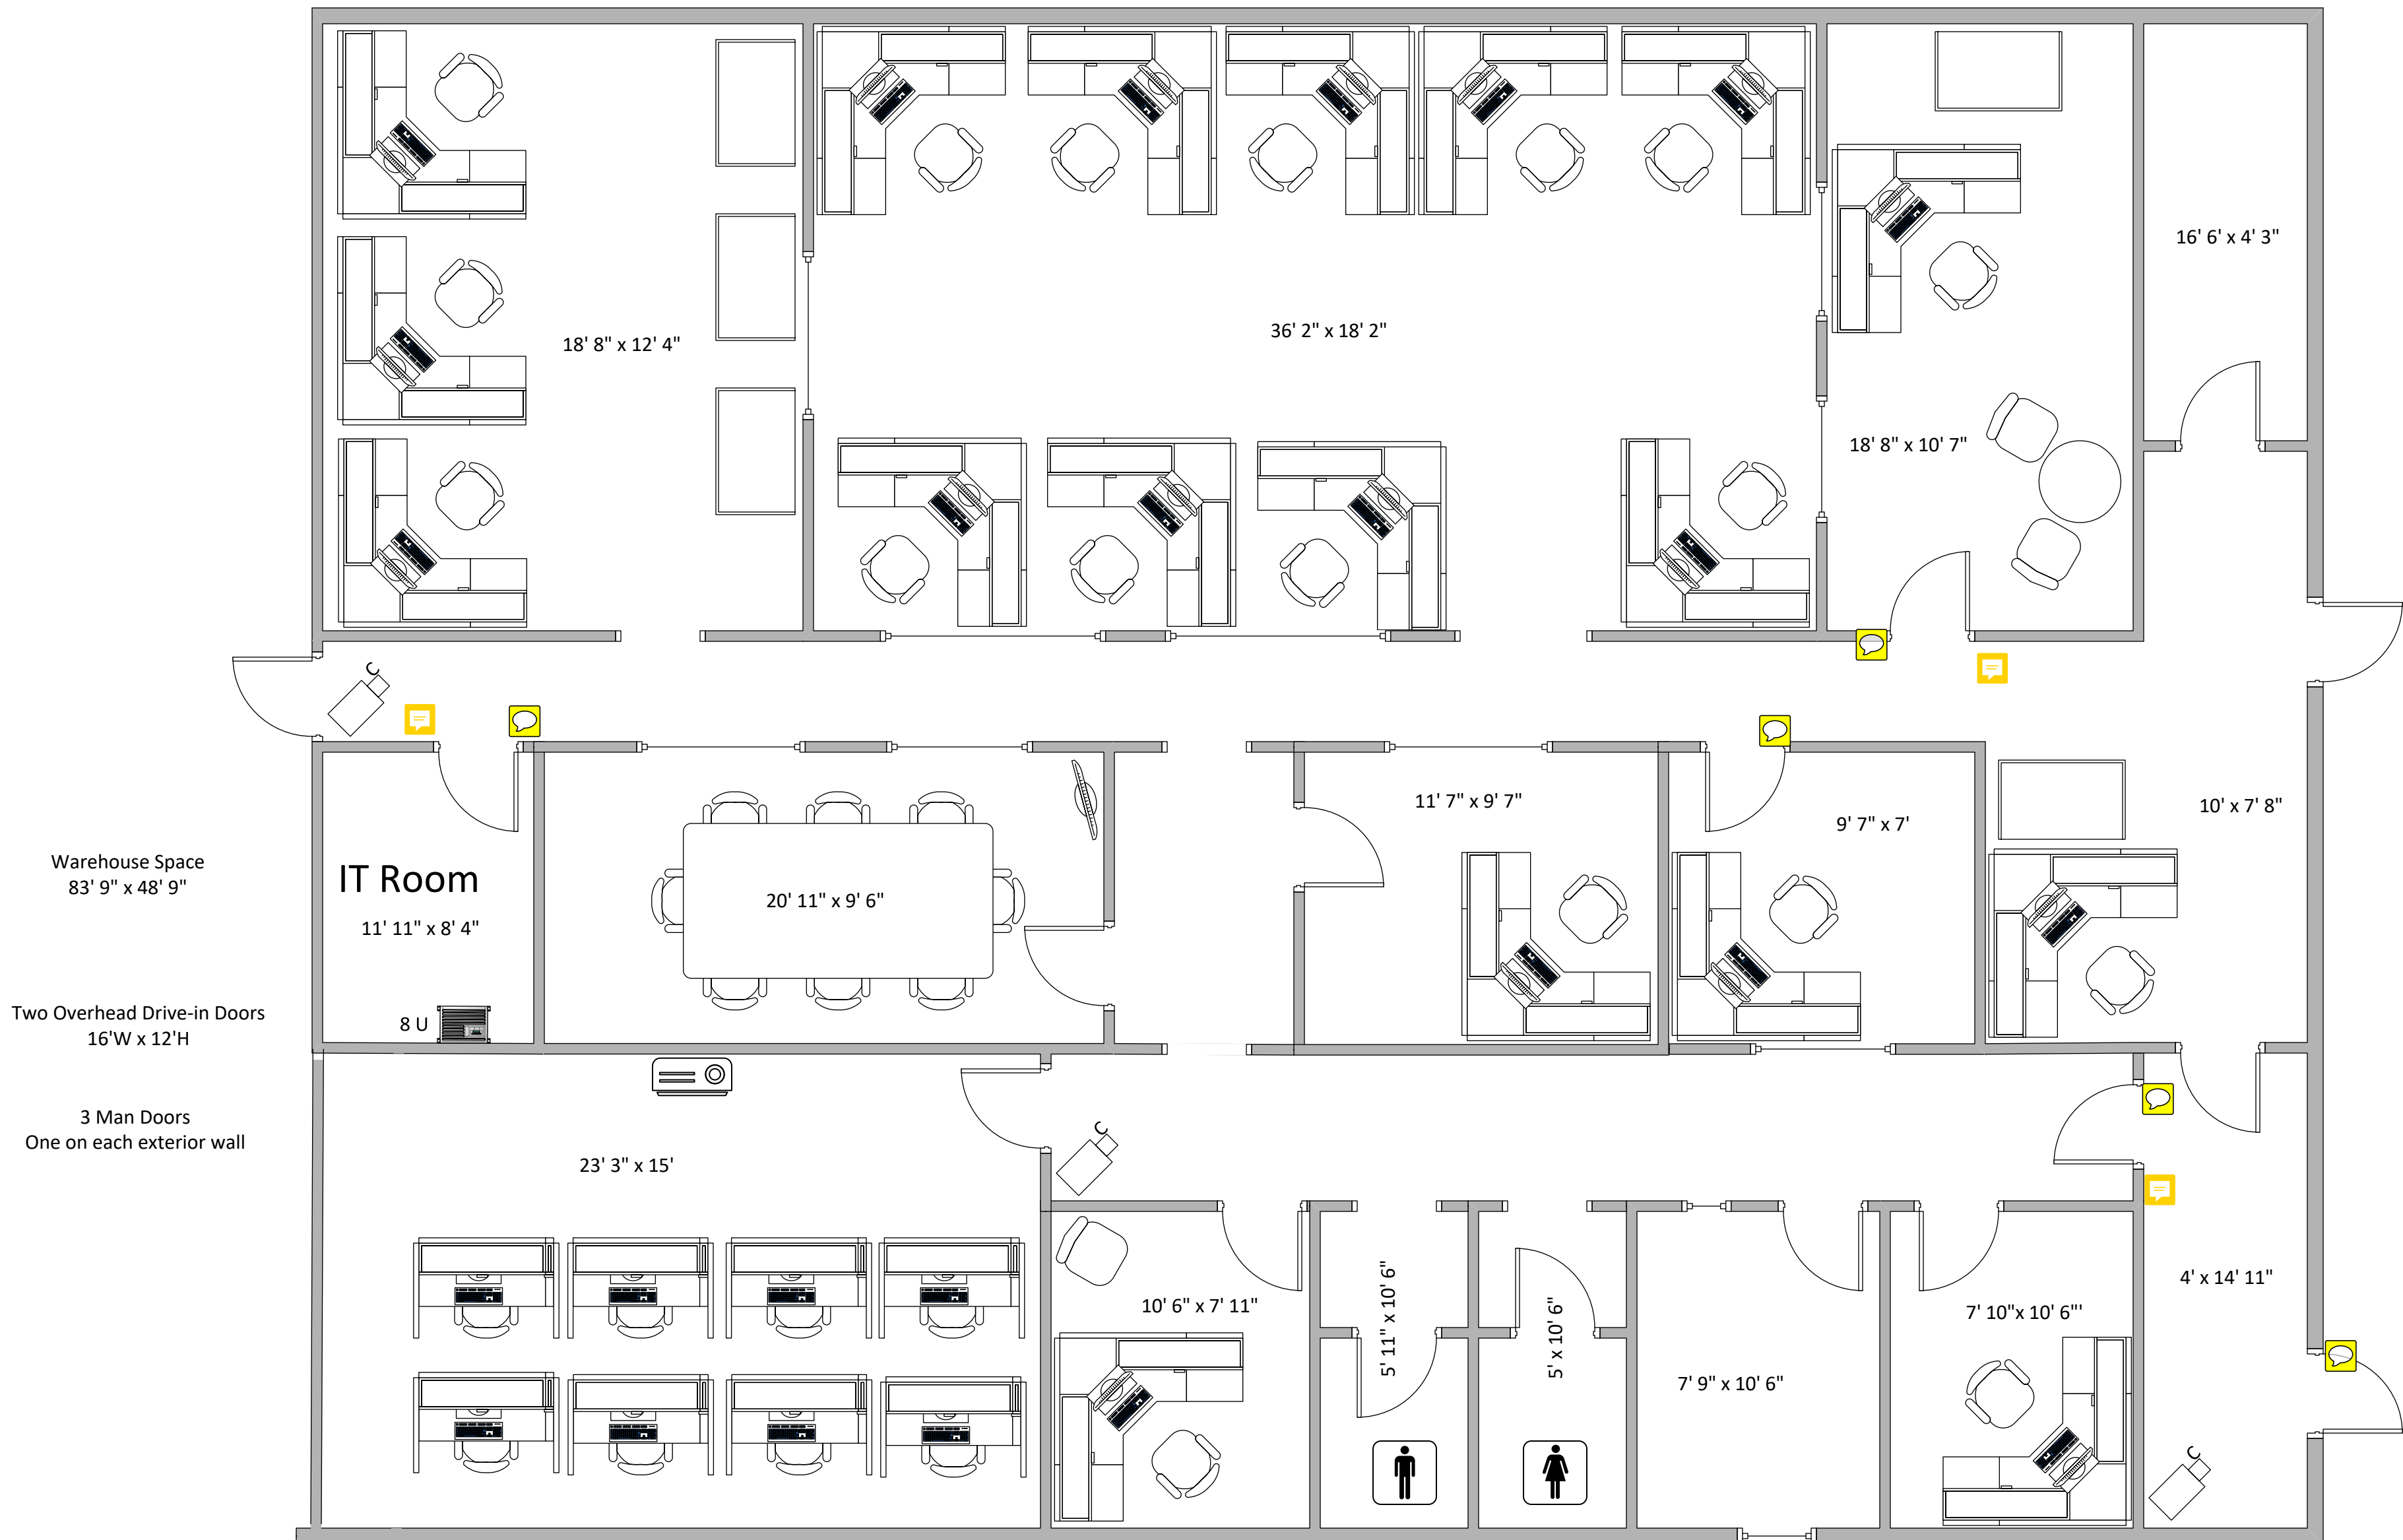 16' 6' x 4' 3"
36' 2" x 18' 2"
18' 8" x 12' 4"
18' 8" x 10' 7"
C
11' 7" x 9' 7"
10' x 7' 8"
9' 7" x 7'
Warehouse Space
83' 9" x 48' 9"
IT Room
11' 11" x 8' 4"
20' 11" x 9' 6"
Two Overhead Drive-in Doors
16'W x 12'H
8 U
3 Man Doors
One on each exterior wall
C
23' 3" x 15'
4' x 14' 11"
10' 6" x 7' 11"
5' 11" x 10' 6"
5' x 10' 6"
7' 10"x 10' 6"'
7' 9" x 10' 6"
C